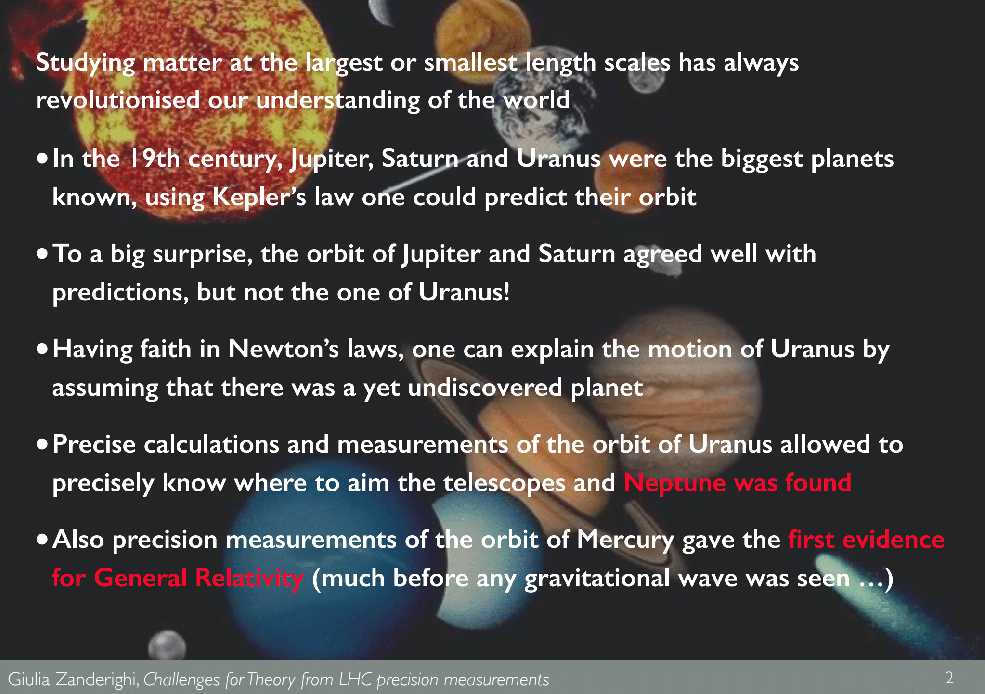 Studying matter at the largest or smallest length scales has always
revolutionised our understanding of the world
• In the 19th century, Jupiter, Saturn and Uranus were the biggest planets
known, using Kepler’s law one could predict their orbit
• To a big surprise, the orbit of Jupiter and Saturn agreed well with
predictions, but not the one of Uranus!
• Having faith in Newton’s laws, one can explain the motion of Uranus by
assuming that there was a yet undiscovered planet
• Precise calculations and measurements of the orbit of Uranus allowed to
precisely know where to aim the telescopes and Neptune was found
• Also precision measurements of the orbit of Mercury gave the first evidence
for General Relativity (much before any gravitational wave was seen …)
Giulia Zanderighi, Challenges for Theory from LHC precision measurements 2